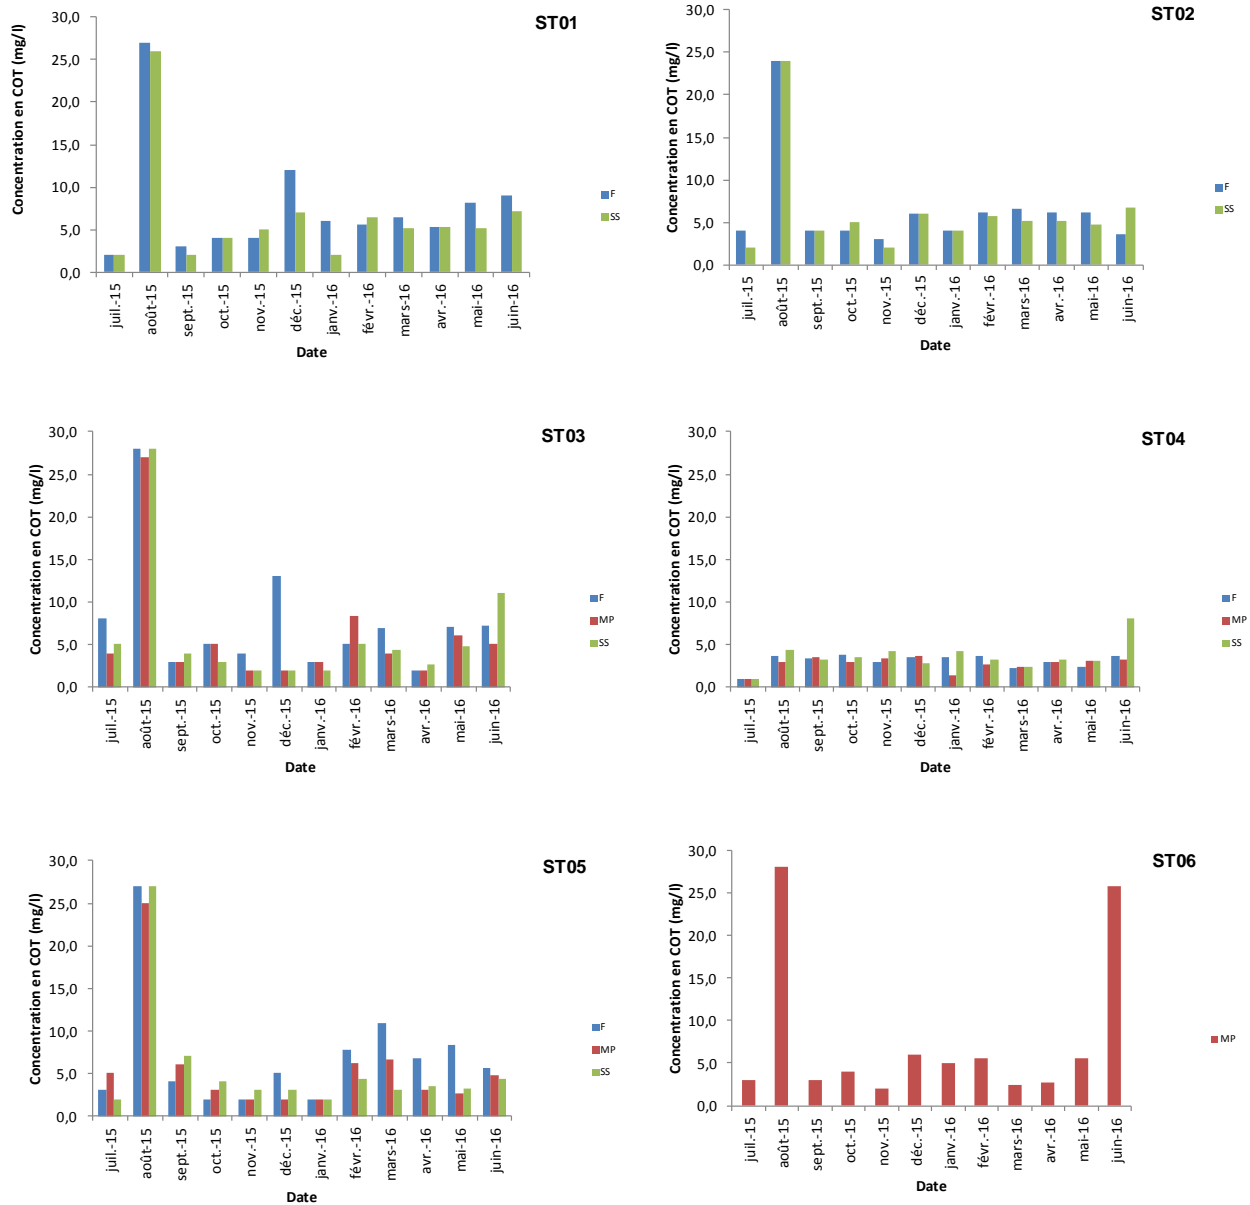 ST01
Concentration en COT (mg/l)
30,0
25,0
20,0
15,0
10,0
5,0
0,0
juil.-15
août-15
sept.-15
oct.-15
nov.-15
déc.-15
janv.-16
févr.-16
mars-16
avr.-16
mai-16
juin-16
Date
F
SS
ST02
Concentration en COT (mg/l)
30,0
25,0
20,0
15,0
10,0
5,0
0,0
juil.-15
août-15
sept.-15
oct.-15
nov.-15
déc.-15
janv.-16
févr.-16
mars-16
avr.-16
mai-16
juin-16
Date
F
SS
ST03
Concentration en COT (mg/l)
30,0
25,0
20,0
15,0
10,0
5,0
0,0
juil.-15
août-15
sept.-15
oct.-15
nov.-15
déc.-15
janv.-16
févr.-16
mars-16
avr.-16
mai-16
juin-16
Date
F
MP
SS
ST04
Concentration en COT (mg/l)
30,0
25,0
20,0
15,0
10,0
5,0
0,0
juil.-15
août-15
sept.-15
oct.-15
nov.-15
déc.-15
janv.-16
févr.-16
mars-16
avr.-16
mai-16
juin-16
Date
F
MP
SS
ST05
Concentration en COT (mg/l)
30,0
25,0
20,0
15,0
10,0
5,0
0,0
juil.-15
août-15
sept.-15
oct.-15
nov.-15
déc.-15
janv.-16
févr.-16
mars-16
avr.-16
mai-16
juin-16
Date
F
MP
SS
ST06
Concentration en COT (mg/l)
30,0
25,0
20,0
15,0
10,0
5,0
0,0
juil.-15
août-15
sept.-15
oct.-15
nov.-15
déc.-15
janv.-16
févr.-16
mars-16
avr.-16
mai-16
juin-16
Date
MP